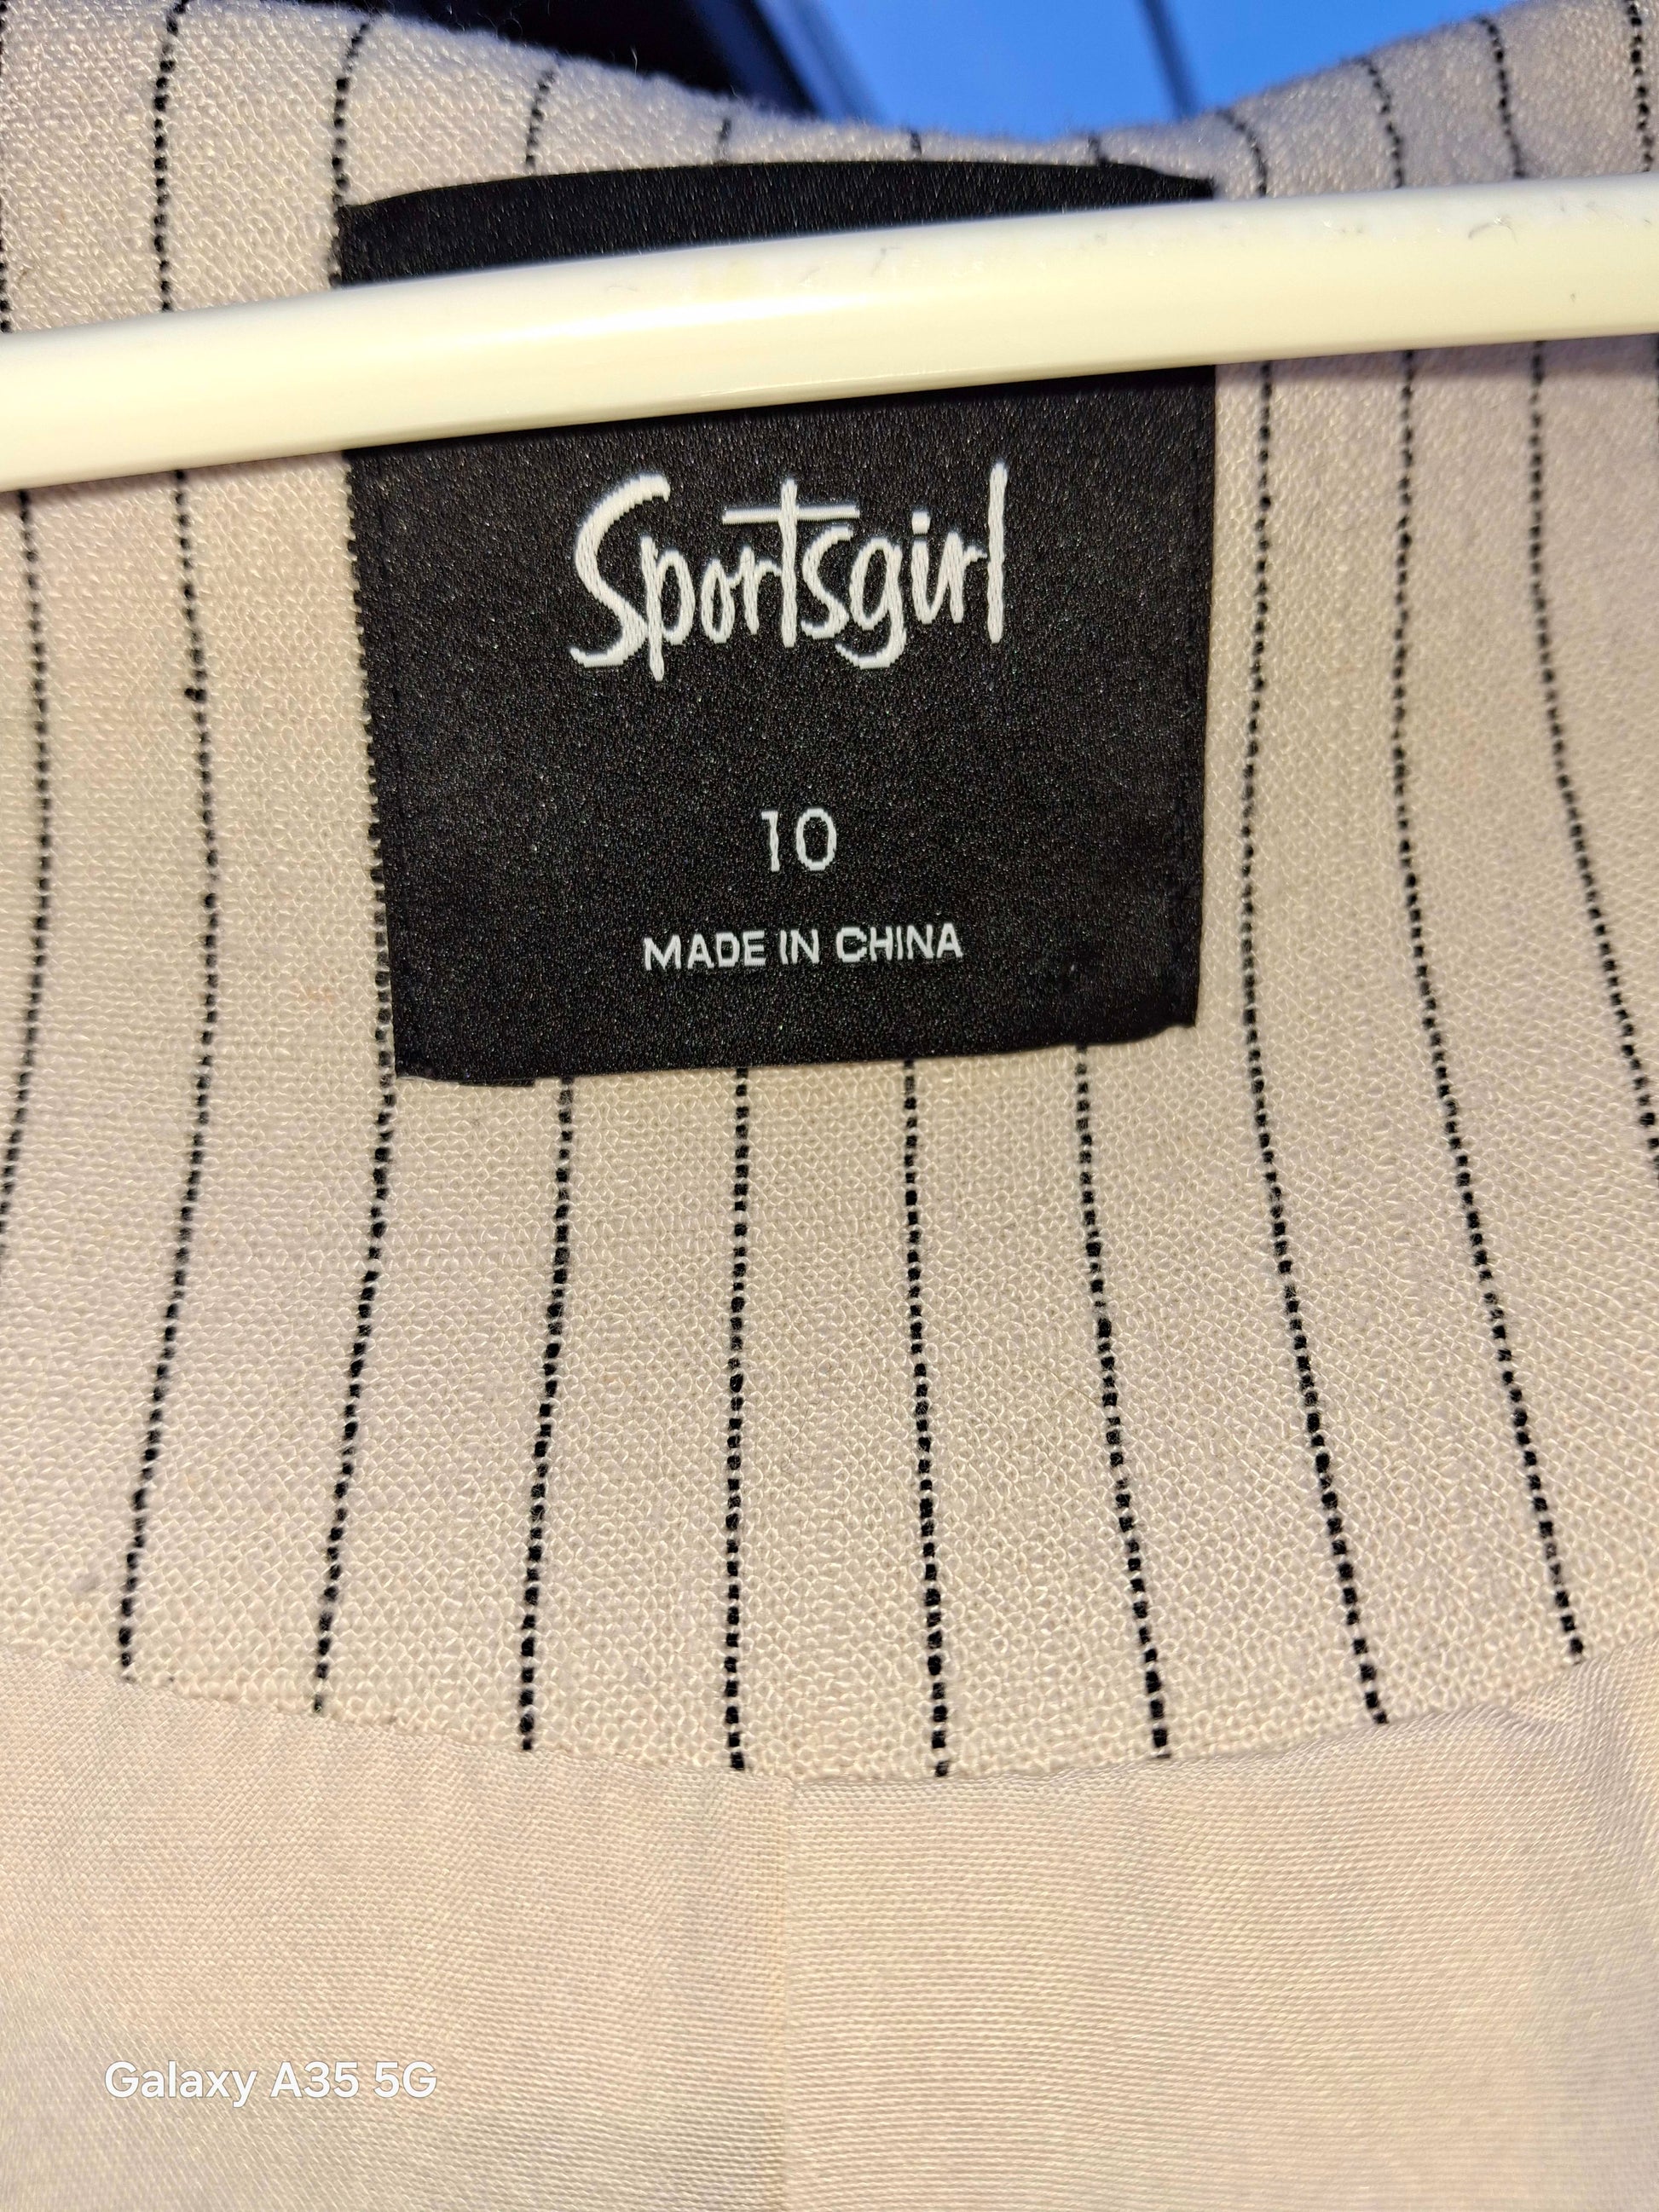 Sportsgirl
10
MADE IN CHINA
Galaxy A35 5G